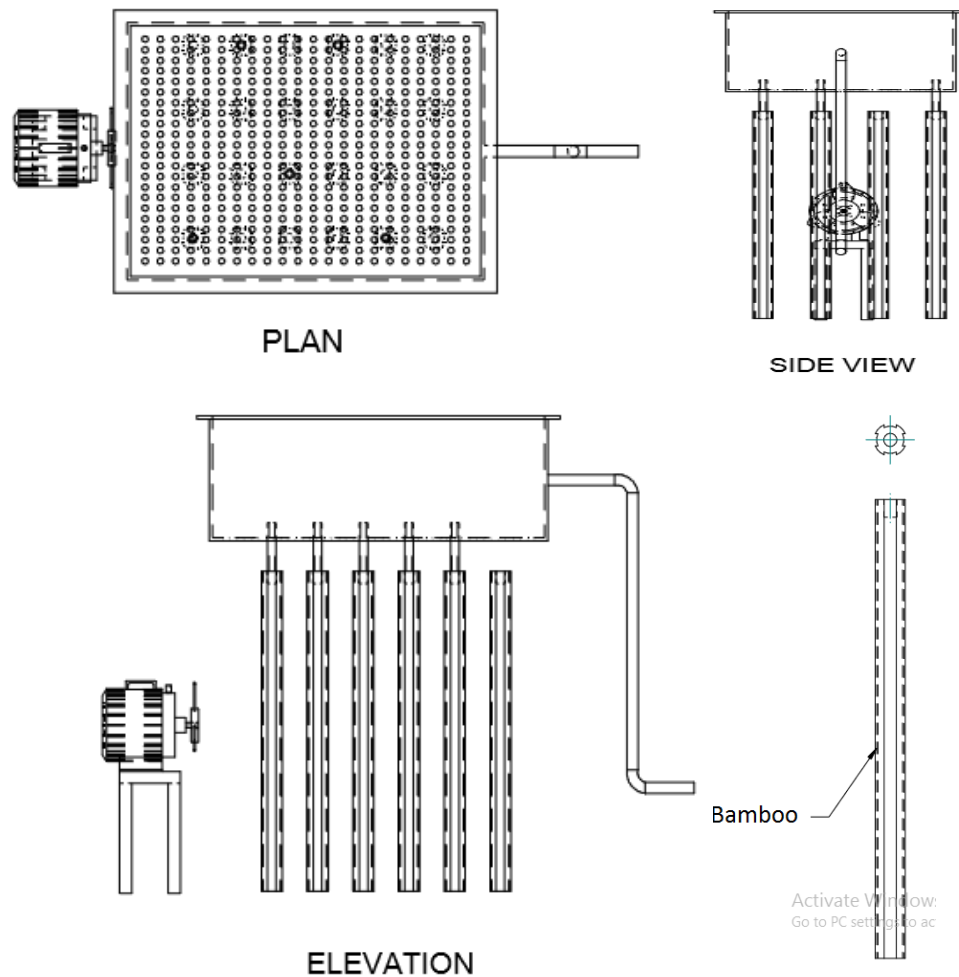 PLAN
SIDE VIEW
Bamboo
Activate Windows
Go to PC settings to ac
ELEVATION